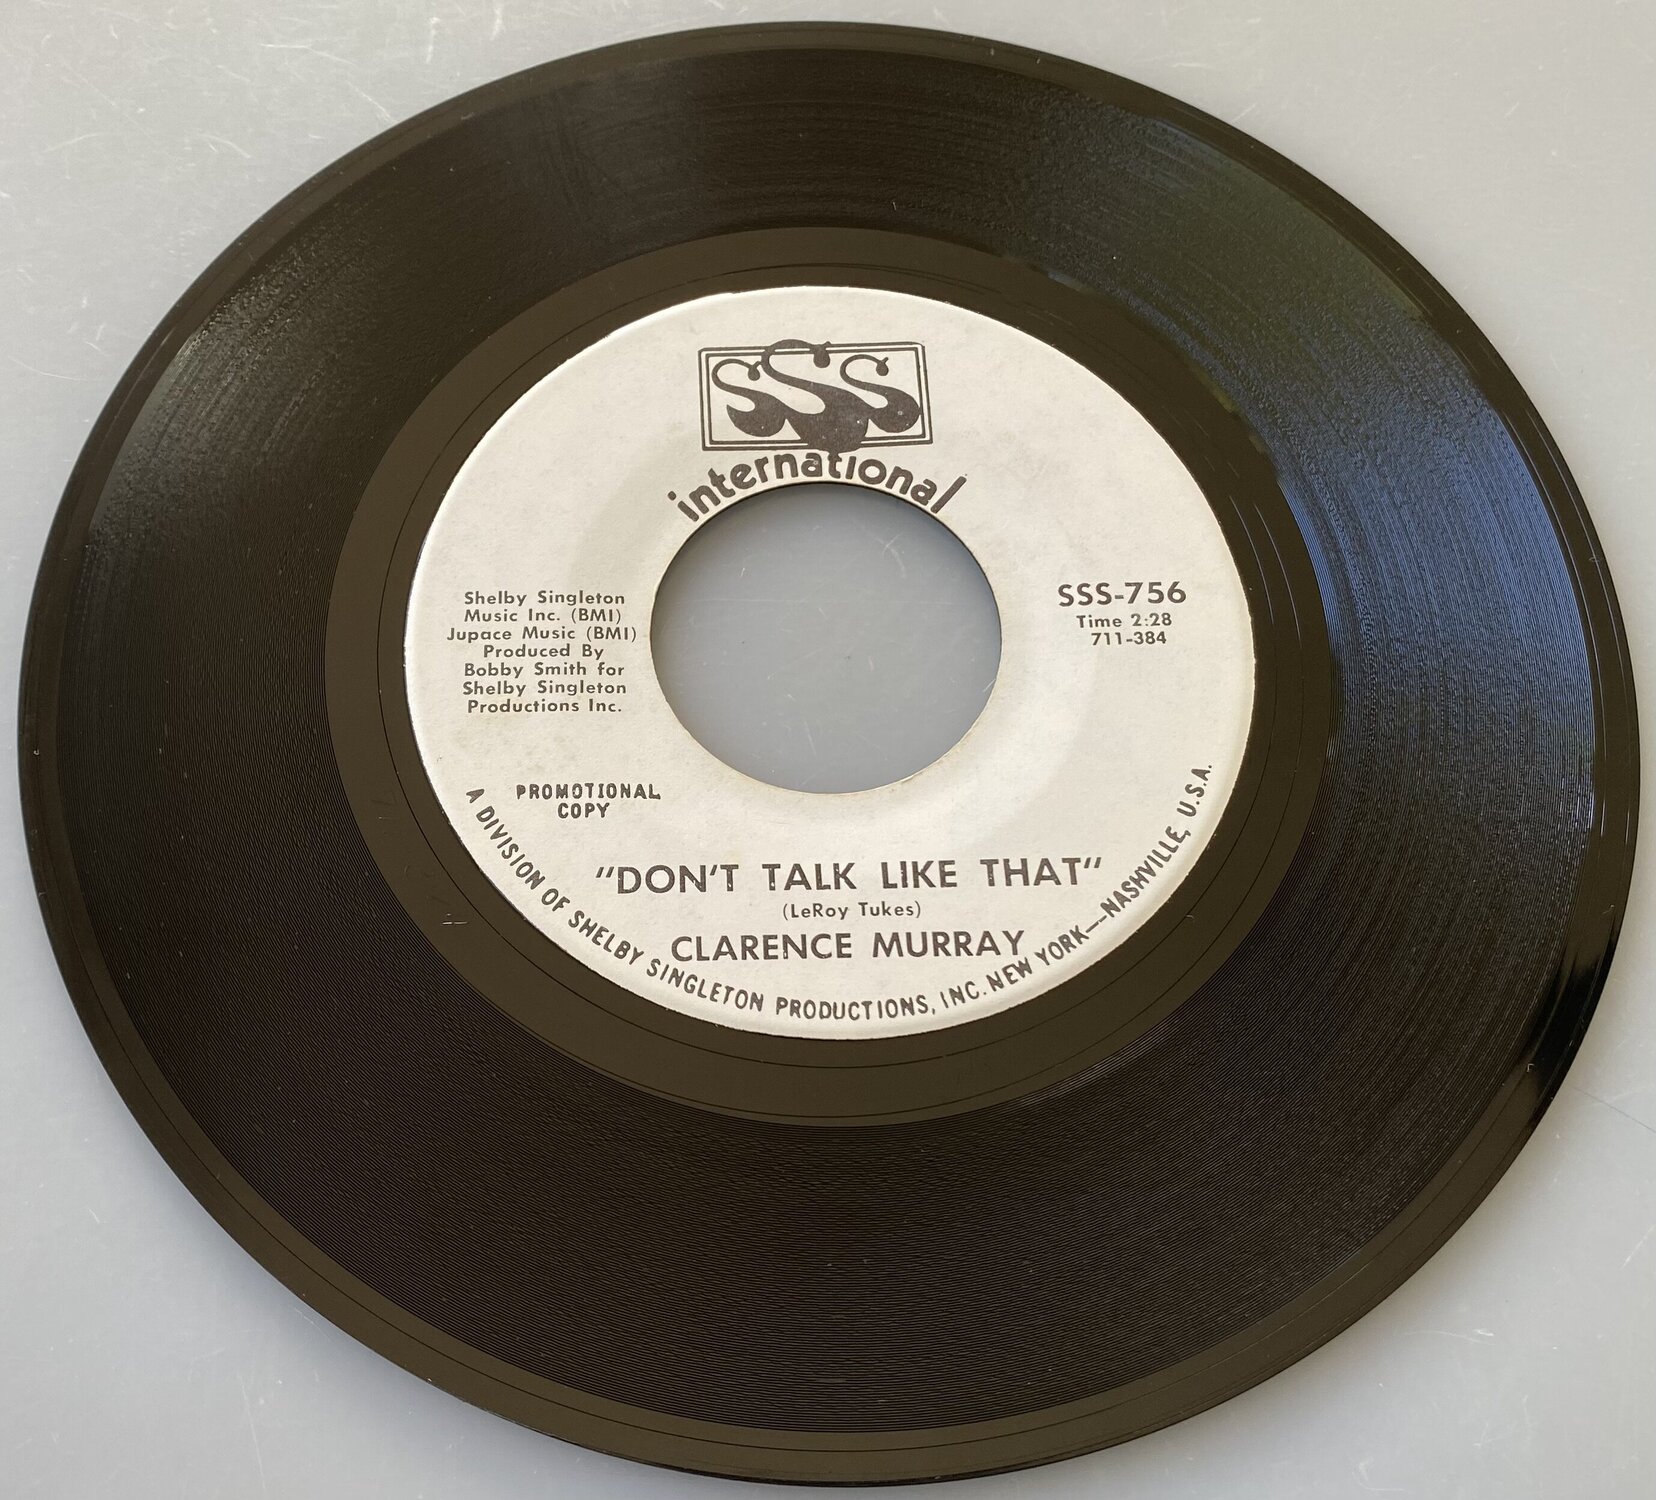 SSS
international
Shelby Singleton
Music Inc. (BMI)
Jupace Music (BMI)
Produced By
Bobby Smith for
Shelby Singleton
Productions Inc.
SSS-756
Time 2:28
711-384
PROMOTIONAL
COPY
"DON'T TALK LIKE THAT"
(LeRoy Tukes)
CLARENCE MURRAY
A DIVISION OF SHELBY SINGLETON PRODUCTIONS, INC. NEW YORK—NASHVILLE, U.S.A.